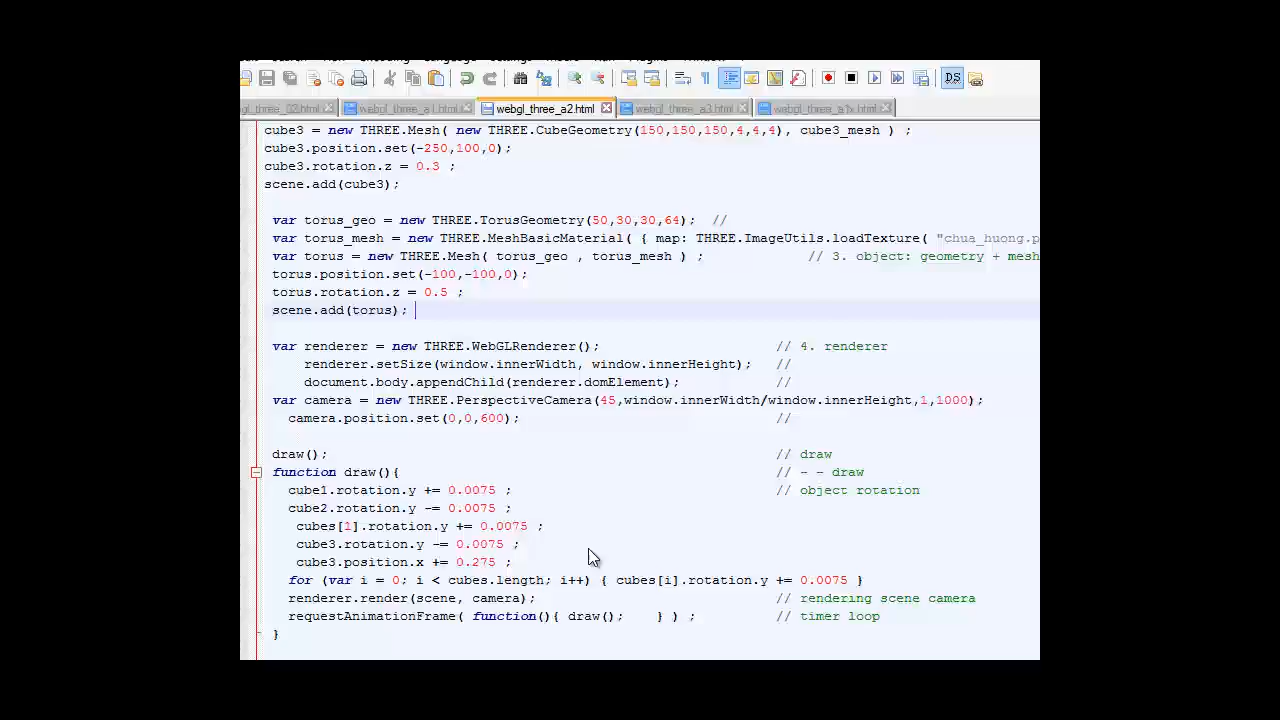 webgl_three_a1.html webgl_three_a2.html webgl_three_a3.html webgl_three_a1x.html
cube3 = new THREE.Mesh( new THREE.CubeGeometry(150,150,150,4,4,4), cube3_mesh ) ;
cube3.position.set(-250,100,0);
cube3.rotation.z = 0.3 ;
scene.add(cube3);
var torus_geo = new THREE.TorusGeometry(50,30,30,64); //
var torus_mesh = new THREE.MeshBasicMaterial( { map: THREE.ImageUtils.loadTexture( "chua_huong.p
var torus = new THREE.Mesh( torus_geo , torus_mesh ) ; // 3. object: geometry + mesh
torus.position.set(-100,-100,0);
torus.rotation.z = 0.5 ;
scene.add(torus);
var renderer = new THREE.WebGLRenderer(); // 4. renderer
renderer.setSize(window.innerWidth, window.innerHeight); //
document.body.appendChild(renderer.domElement); //
var camera = new THREE.PerspectiveCamera(45,window.innerWidth/window.innerHeight,1,1000);
camera.position.set(0,0,600); //
draw(); // draw
function draw(){ // - - draw
cube1.rotation.y += 0.0075 ; // object rotation
cube2.rotation.y -= 0.0075 ;
cubes[1].rotation.y += 0.0075 ;
cube3.rotation.y -= 0.0075 ;
cube3.position.x += 0.275 ;
for (var i = 0; i < cubes.length; i++) { cubes[i].rotation.y += 0.0075 }
renderer.render(scene, camera); // rendering scene camera
requestAnimationFrame( function(){ draw(); } ) ; // timer loop
}